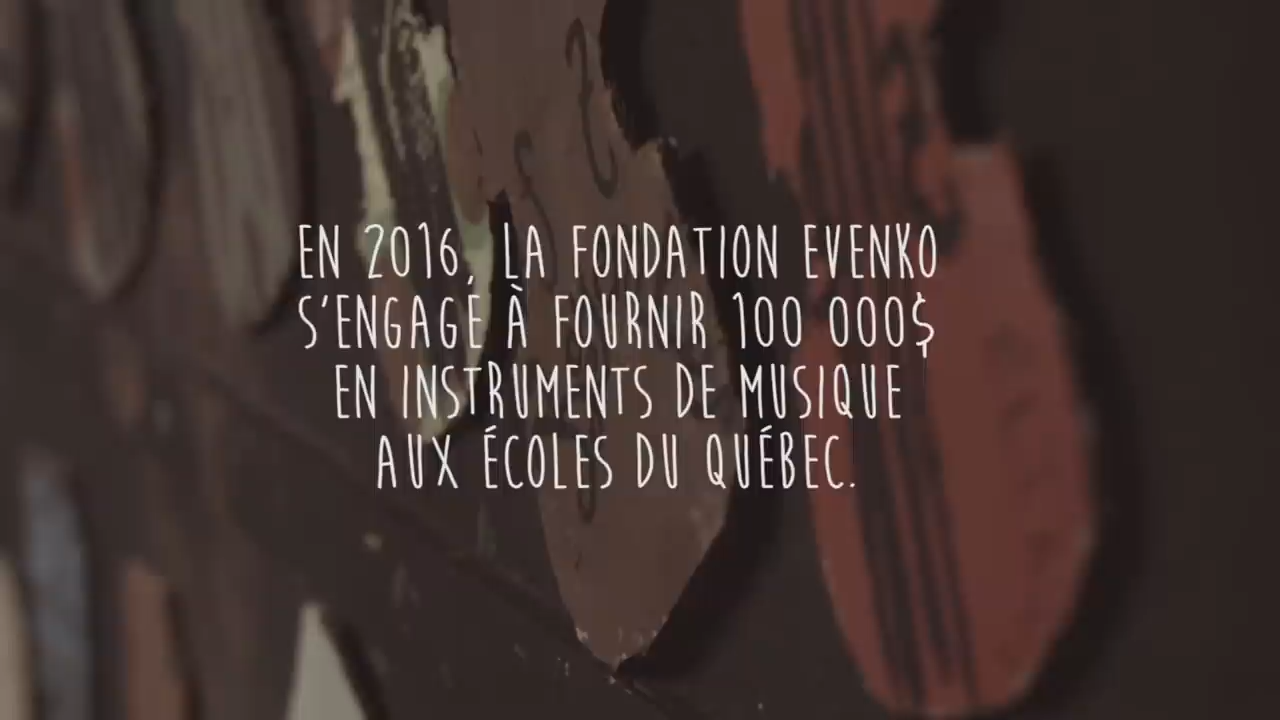 EN 2016, LA FONDATION EVENKO
S'ENGAGE À FOURNIR 100 000$
EN INSTRUMENTS DE MUSIQUE
AUX ÉCOLES DU QUÉBEC.